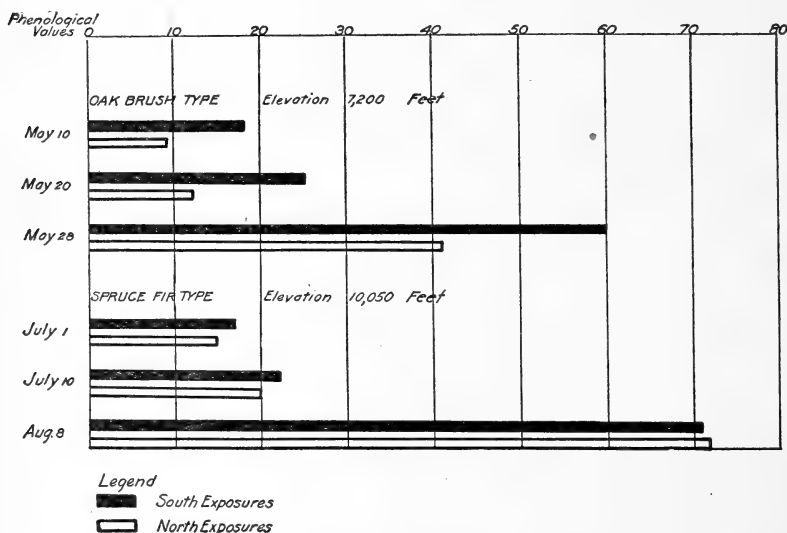 Phenological
Values
0 10 20 30 40 50 60 70 80
OAK BRUSH TYPE Elevation 7,200 Feet
May 10
May 20
May 28
SPRUCE FIR TYPE Elevation 10,050 Feet
July 1
July 10
Aug. 8
Legend
South Exposures
North Exposures